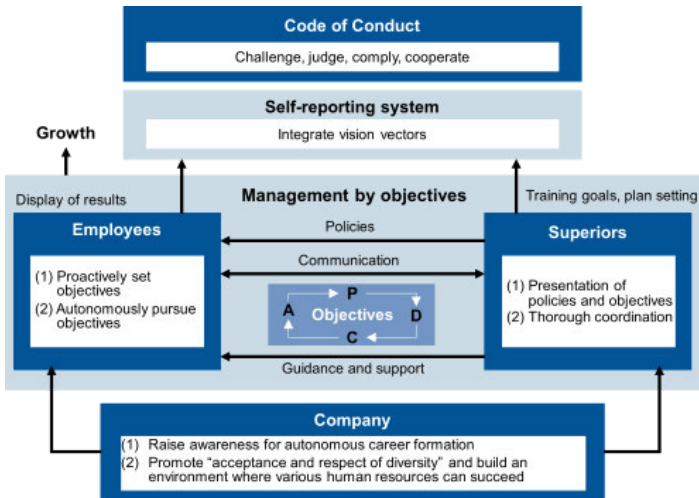 Code of Conduct
Challenge, judge, comply, cooperate
Self-reporting system
Integrate vision vectors
Growth
Display of results
Management by objectives
Training goals, plan setting
Employees
(1) Proactively set
objectives
(2) Autonomously pursue
objectives
Policies
Communication
P
A
Objectives
D
C
Guidance and support
Superiors
(1) Presentation of
policies and objectives
(2) Thorough coordination
Company
(1) Raise awareness for autonomous career formation
(2) Promote “acceptance and respect of diversity” and build an
environment where various human resources can succeed